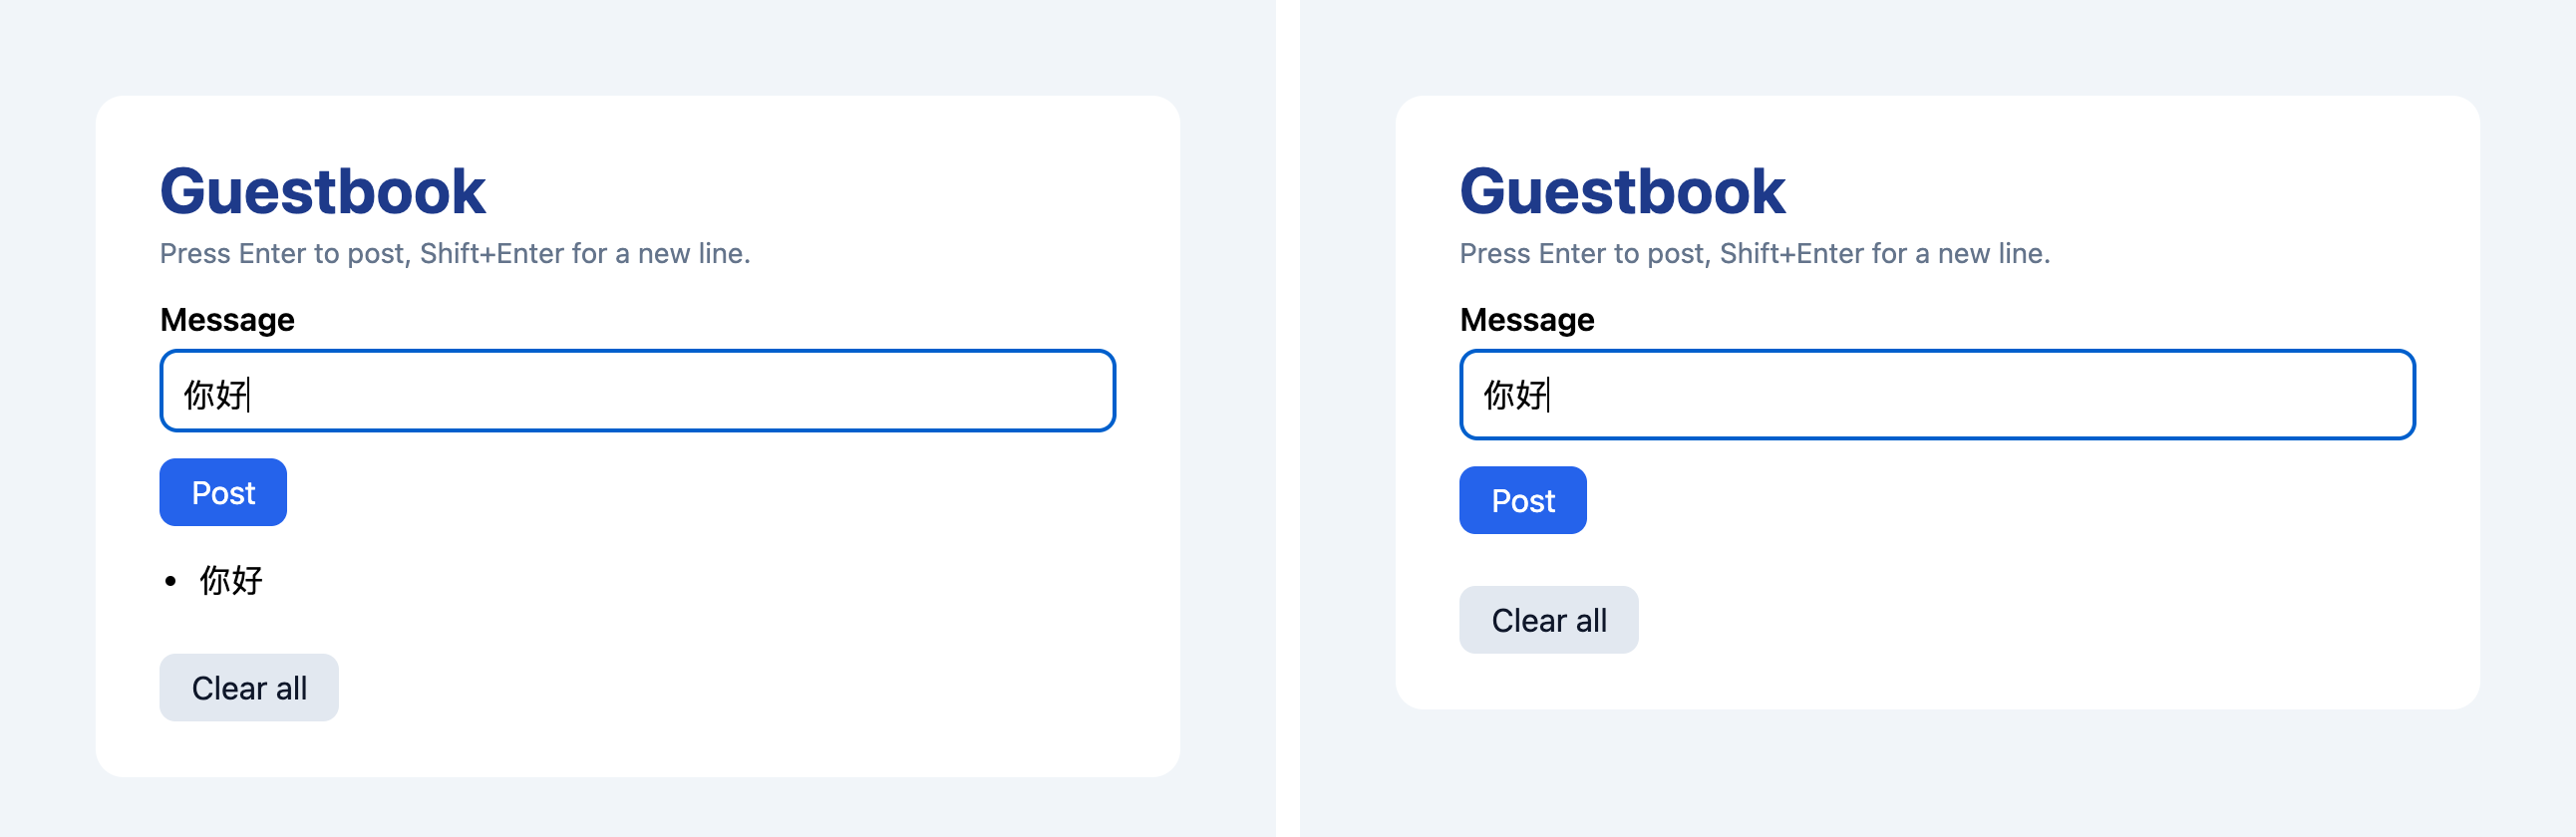 Guestbook
Press Enter to post, Shift+Enter for a new line.
Message
你好
Post
• 你好
Clear all
Guestbook
Press Enter to post, Shift+Enter for a new line.
Message
你好
Post
Clear all